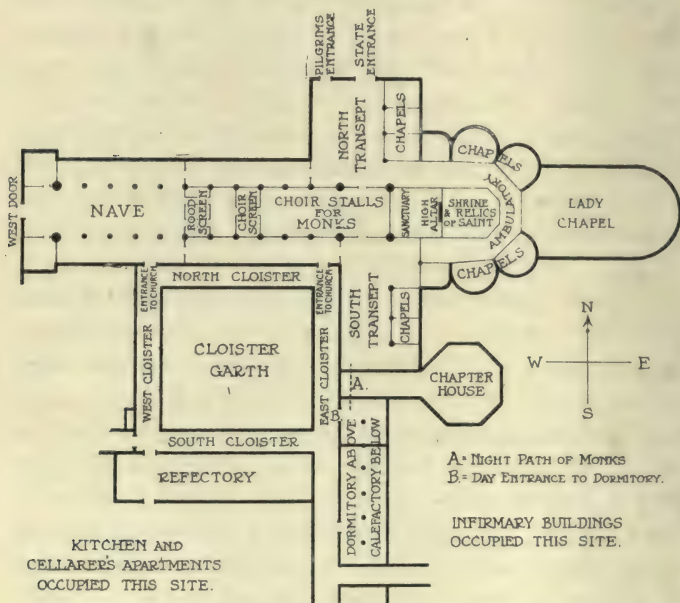 PILGRIMS
ENTRANCE
STATE
ENTRANCE
NORTH
TRANSEPT
CHAPELS
CHAPELS
AMBULATORY
WEST DOOR
NAVE
ROOD
SCREEN
CHOIR
SCREEN
CHOIR STALLS
FOR
MONKS
SANCTUARY
HIGH
ALTAR
SHRINE
& RELICS
OF SAINT
LADY
CHAPEL
ENTRANCE
TO CHURCH
NORTH CLOISTER
ENTRANCE
TO CHURCH
SOUTH
TRANSEPT
CHAPELS
CHAPELS
WEST CLOISTER
CLOISTER
GARTH
EAST CLOISTER
A.
B.
CHAPTER
HOUSE
N
W
E
S
SOUTH CLOISTER
REFECTORY
DORMITORY ABOVE
CALEFACTORY BELOW
A = NIGHT PATH OF MONKS
B. = DAY ENTRANCE TO DORMITORY.
KITCHEN AND
CELLARERS APARTMENTS
OCCUPIED THIS SITE.
INFIRMARY BUILDINGS
OCCUPIED THIS SITE.